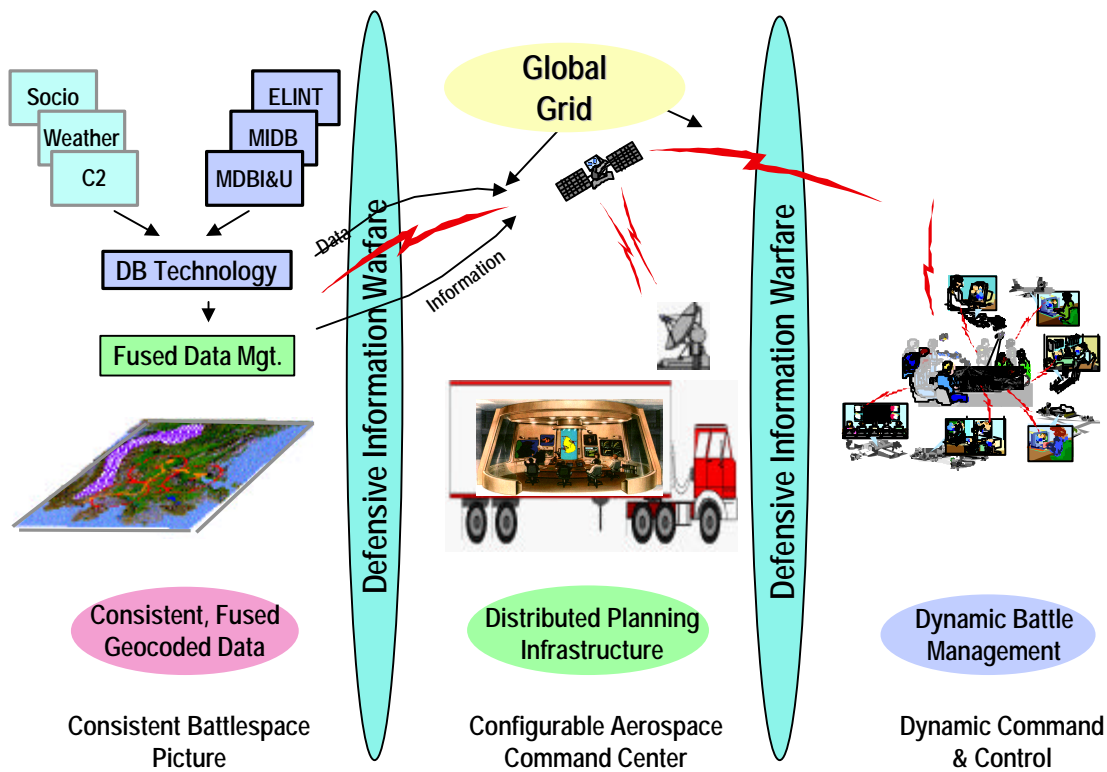 Global
Grid
Socio
Weather
C2
ELINT
MIDB
MDBI&U
DB Technology
Fused Data Mgt.
Data
Information
Defensive Information Warfare
Defensive Information Warfare
Consistent, Fused
Geocoded Data
Distributed Planning
Infrastructure
Dynamic Battle
Management
Consistent Battlespace
Picture
Configurable Aerospace
Command Center
Dynamic Command
& Control